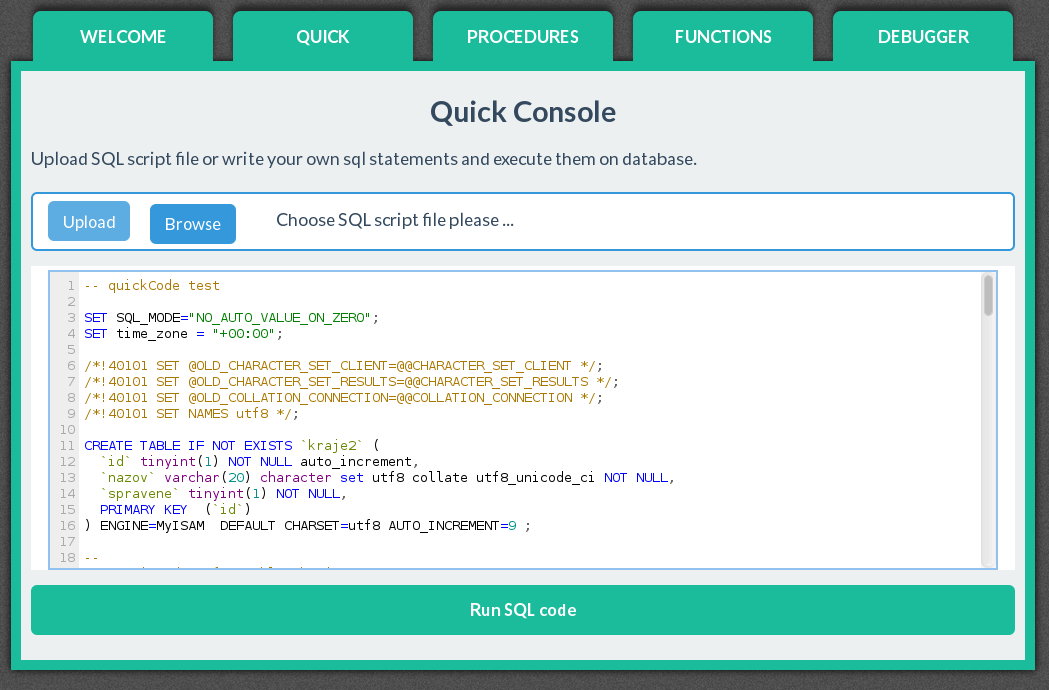 WELCOME QUICK PROCEDURES FUNCTIONS DEBUGGER
Quick Console
Upload SQL script file or write your own sql statements and execute them on database.
Upload Browse Choose SQL script file please ...
1 -- quickCode test
2
3 SET SQL_MODE="NO_AUTO_VALUE_ON_ZERO";
4 SET time_zone = "+00:00";
5
6 /*!40101 SET @OLD_CHARACTER_SET_CLIENT=@@CHARACTER_SET_CLIENT */;
7 /*!40101 SET @OLD_CHARACTER_SET_RESULTS=@@CHARACTER_SET_RESULTS */;
8 /*!40101 SET @OLD_COLLATION_CONNECTION=@@COLLATION_CONNECTION */;
9 /*!40101 SET NAMES utf8 */;
10
11 CREATE TABLE IF NOT EXISTS `kraje2` (
12   `id` tinyint(1) NOT NULL auto_increment,
13   `nazov` varchar(20) character set utf8 collate utf8_unicode_ci NOT NULL,
14   `spravene` tinyint(1) NOT NULL,
15   PRIMARY KEY  (`id`)
16 ) ENGINE=MyISAM  DEFAULT CHARSET=utf8 AUTO_INCREMENT=9 ;
17
18 --
Run SQL code